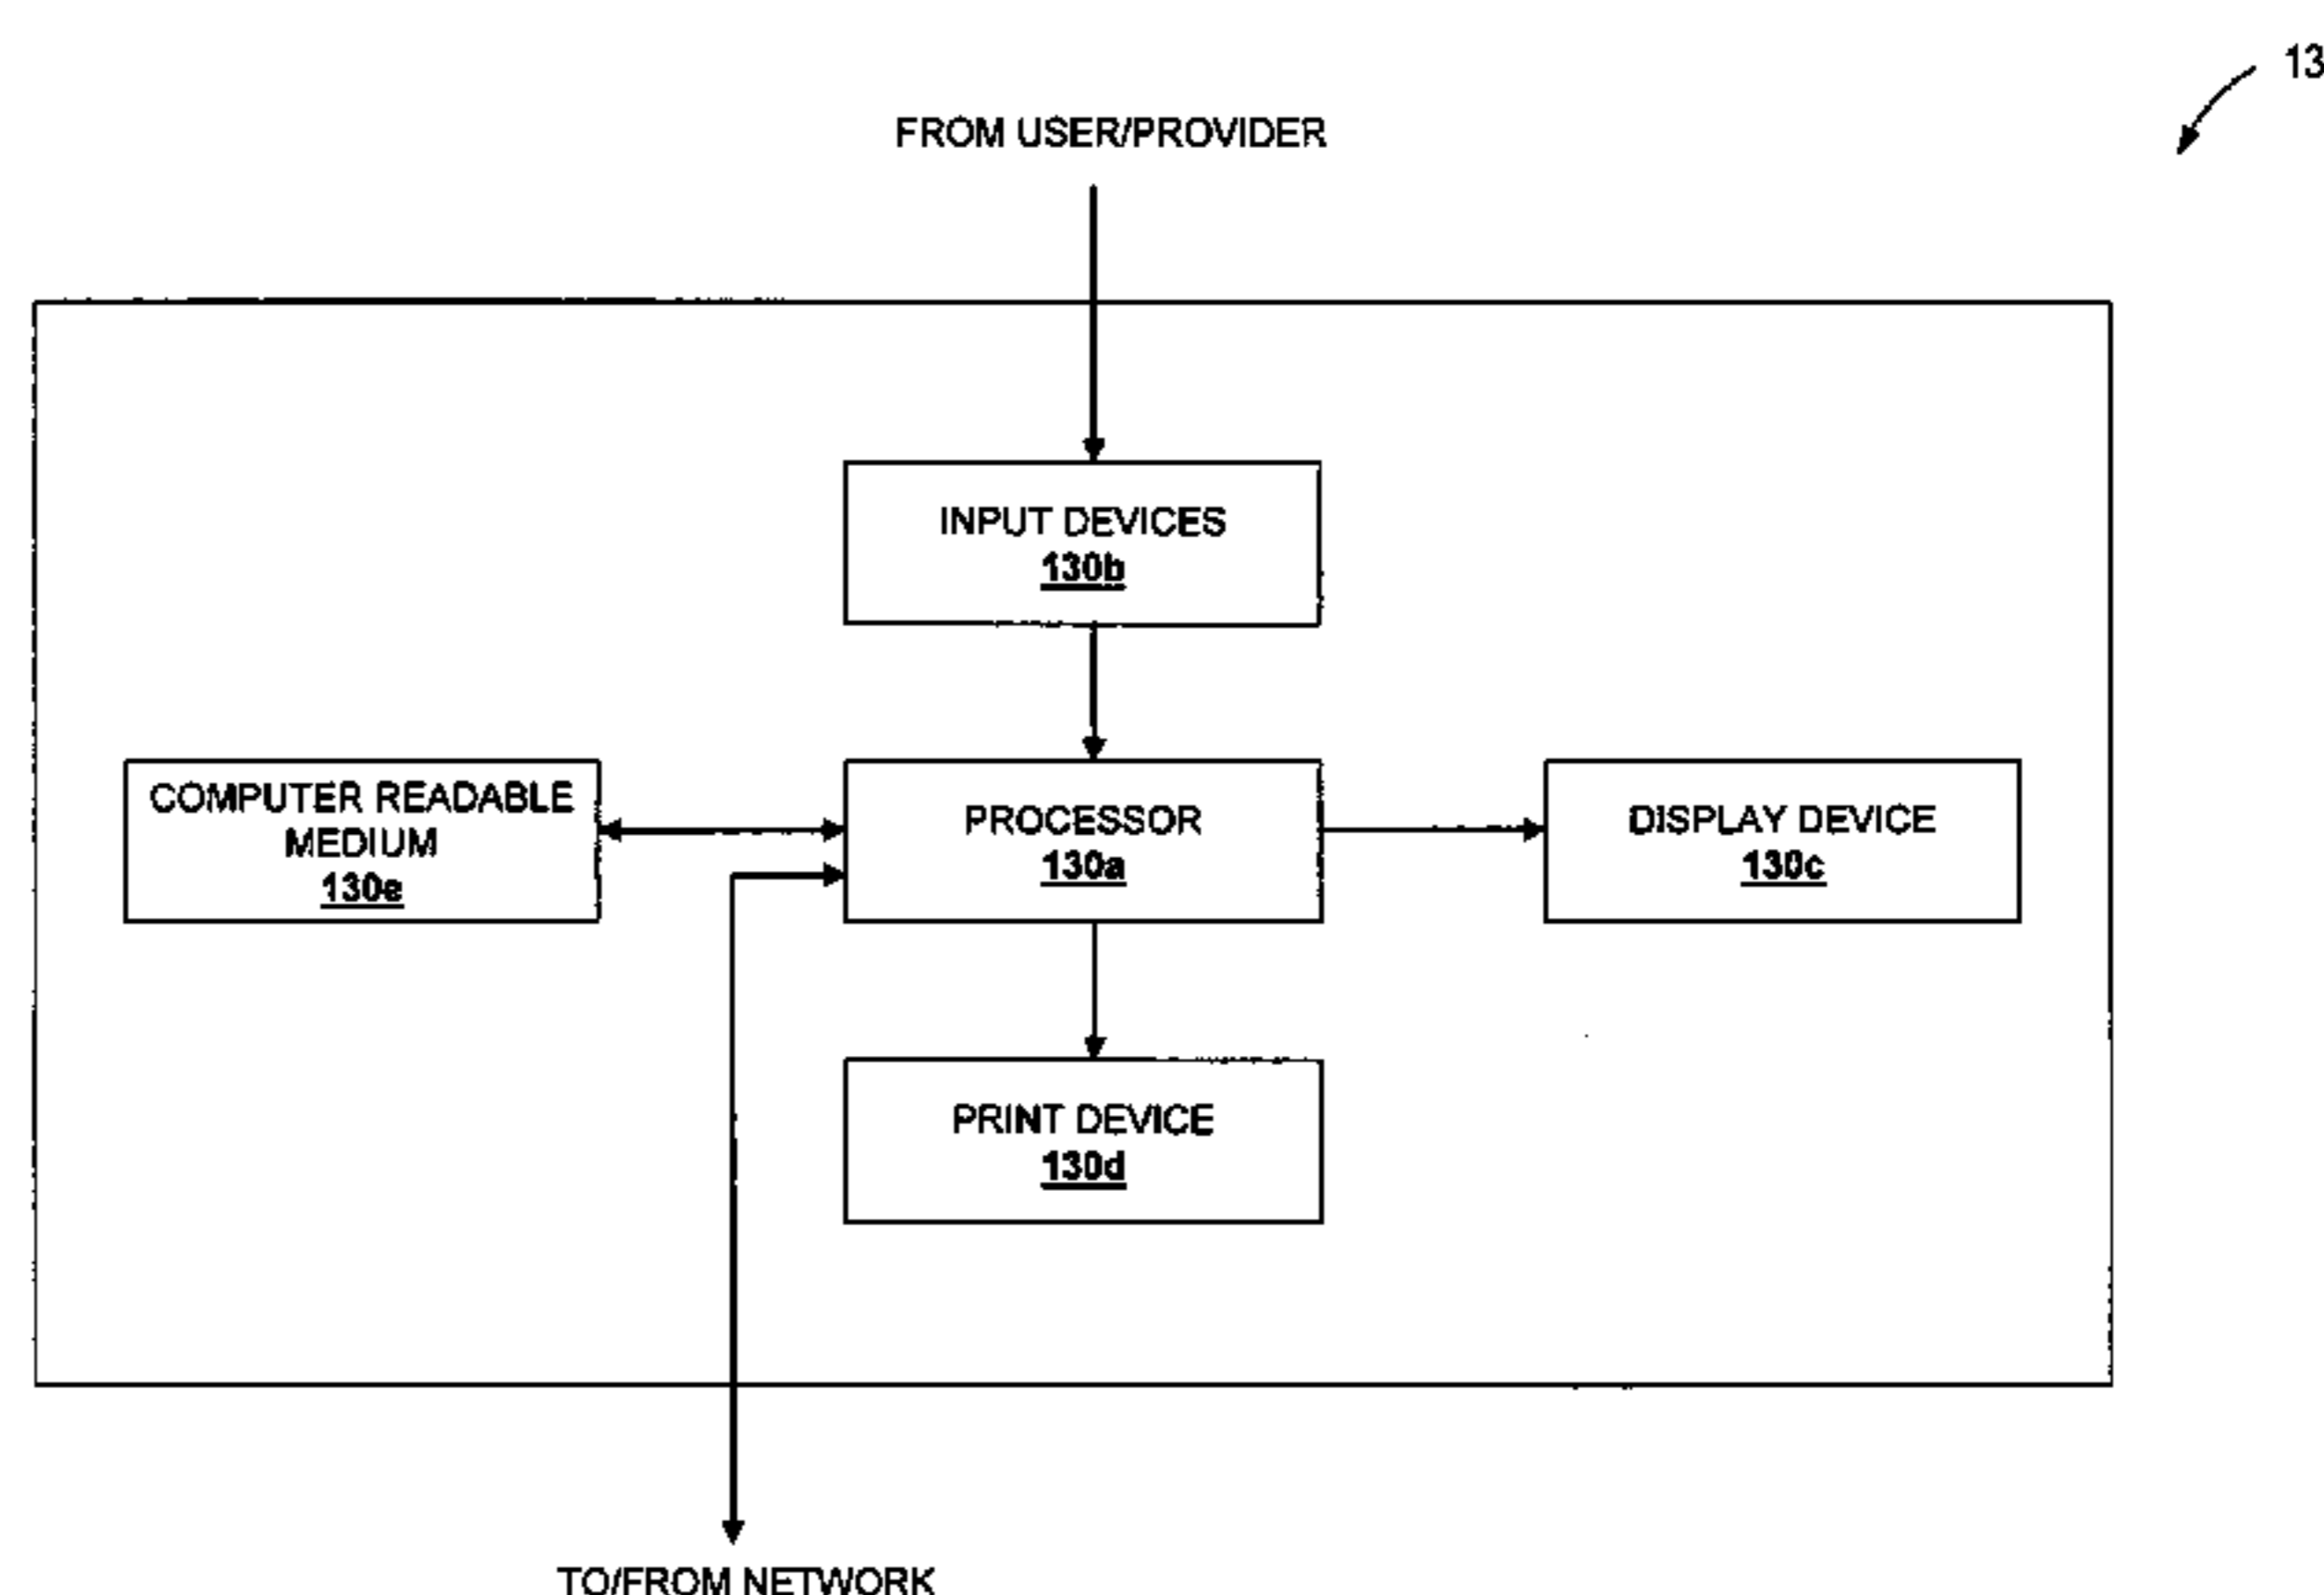 13
FROM USER/PROVIDER
INPUT DEVICES
130b
COMPUTER READABLE
MEDIUM
130e
PROCESSOR
130a
DISPLAY DEVICE
130c
PRINT DEVICE
130d
TO/FROM NETWORK